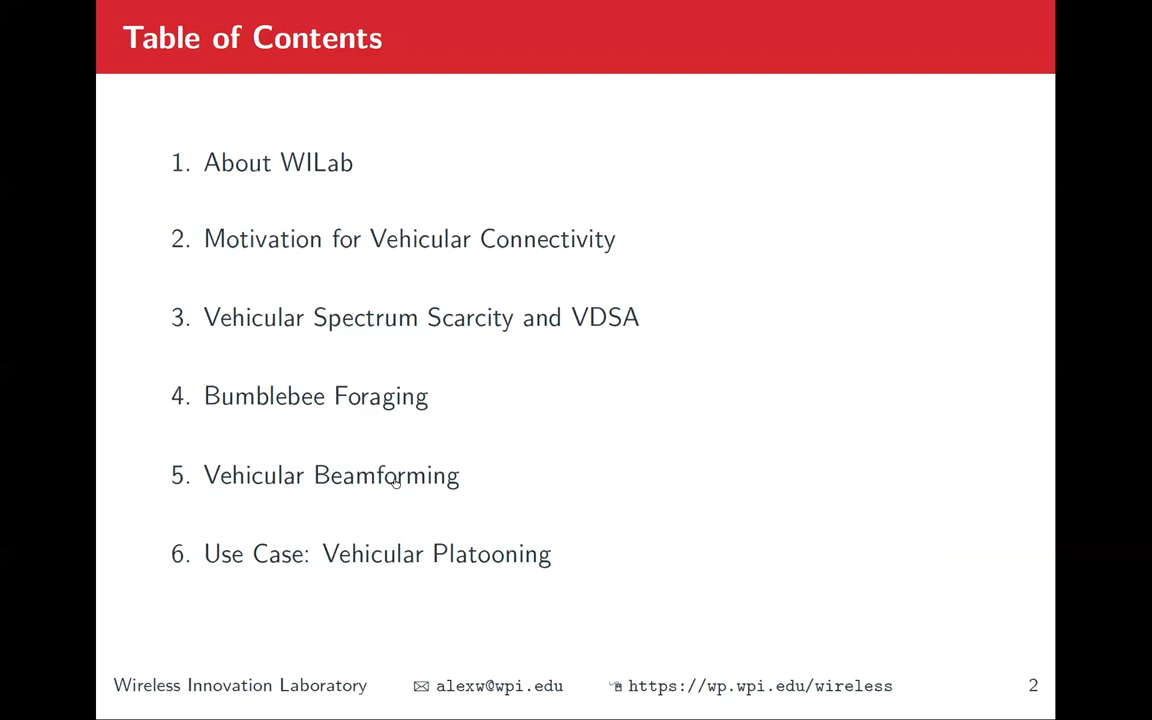 Table of Contents
1. About WILab
2. Motivation for Vehicular Connectivity
3. Vehicular Spectrum Scarcity and VDSA
4. Bumblebee Foraging
5. Vehicular Beamforming
6. Use Case: Vehicular Platooning
Wireless Innovation Laboratory alexw@wpi.edu https://wp.wpi.edu/wireless 2